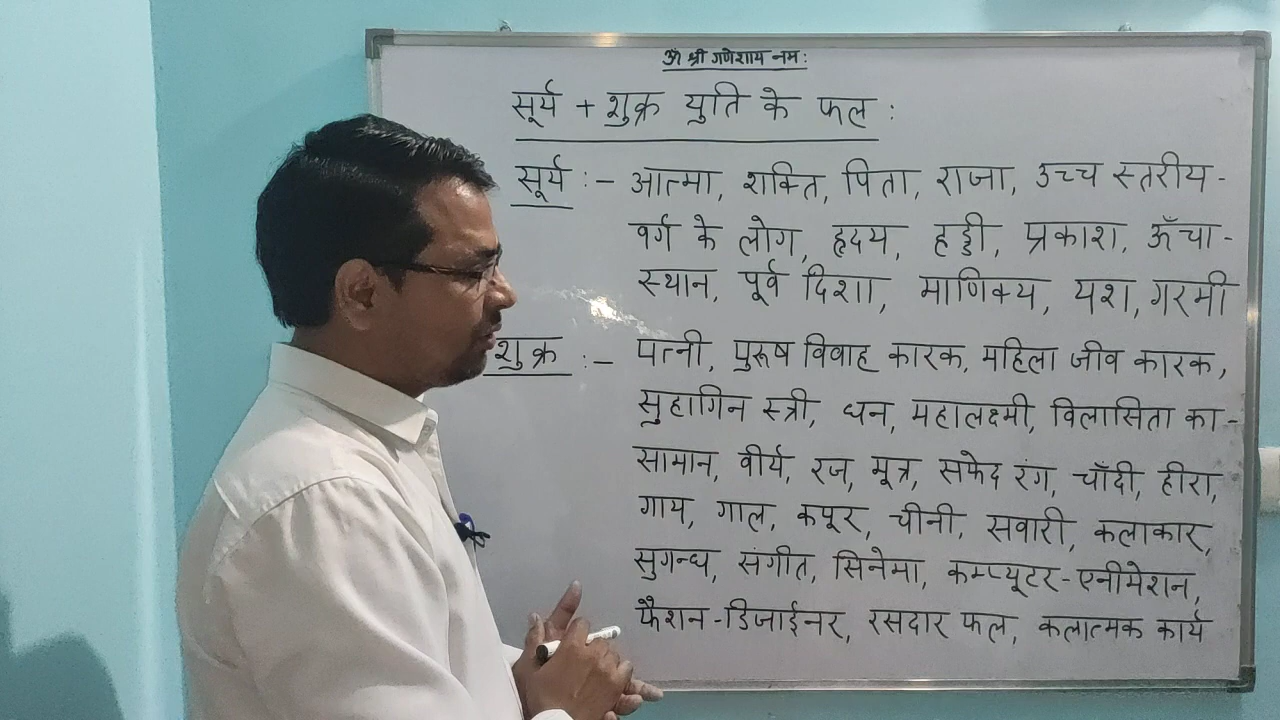 ॐ श्री गणेशाय नमः
सूर्य + शुक्र युति के फल :
सूर्य :- आत्मा, शक्ति, पिता, राजा, उच्च स्तरीय-
वर्ग के लोग, हृदय, हड्डी, प्रकाश, ऊँचा-
स्थान, पूर्व दिशा, माणिक्य, यश, गरमी
शुक्र :- पत्नी, पुरूष विवाह कारक, महिला जीव कारक,
सुहागिन स्त्री, धन, महालक्ष्मी, विलासिता का-
सामान, वीर्य, रज, मूत्र, सफेद रंग, चाँदी, हीरा,
गाय, गाल, कपूर, चीनी, सवारी, कलाकार,
सुगन्ध, संगीत, सिनेमा, कम्प्यूटर-एनीमेशन,
फैशन-डिजाईनर, रसदार फल, कलात्मक कार्य